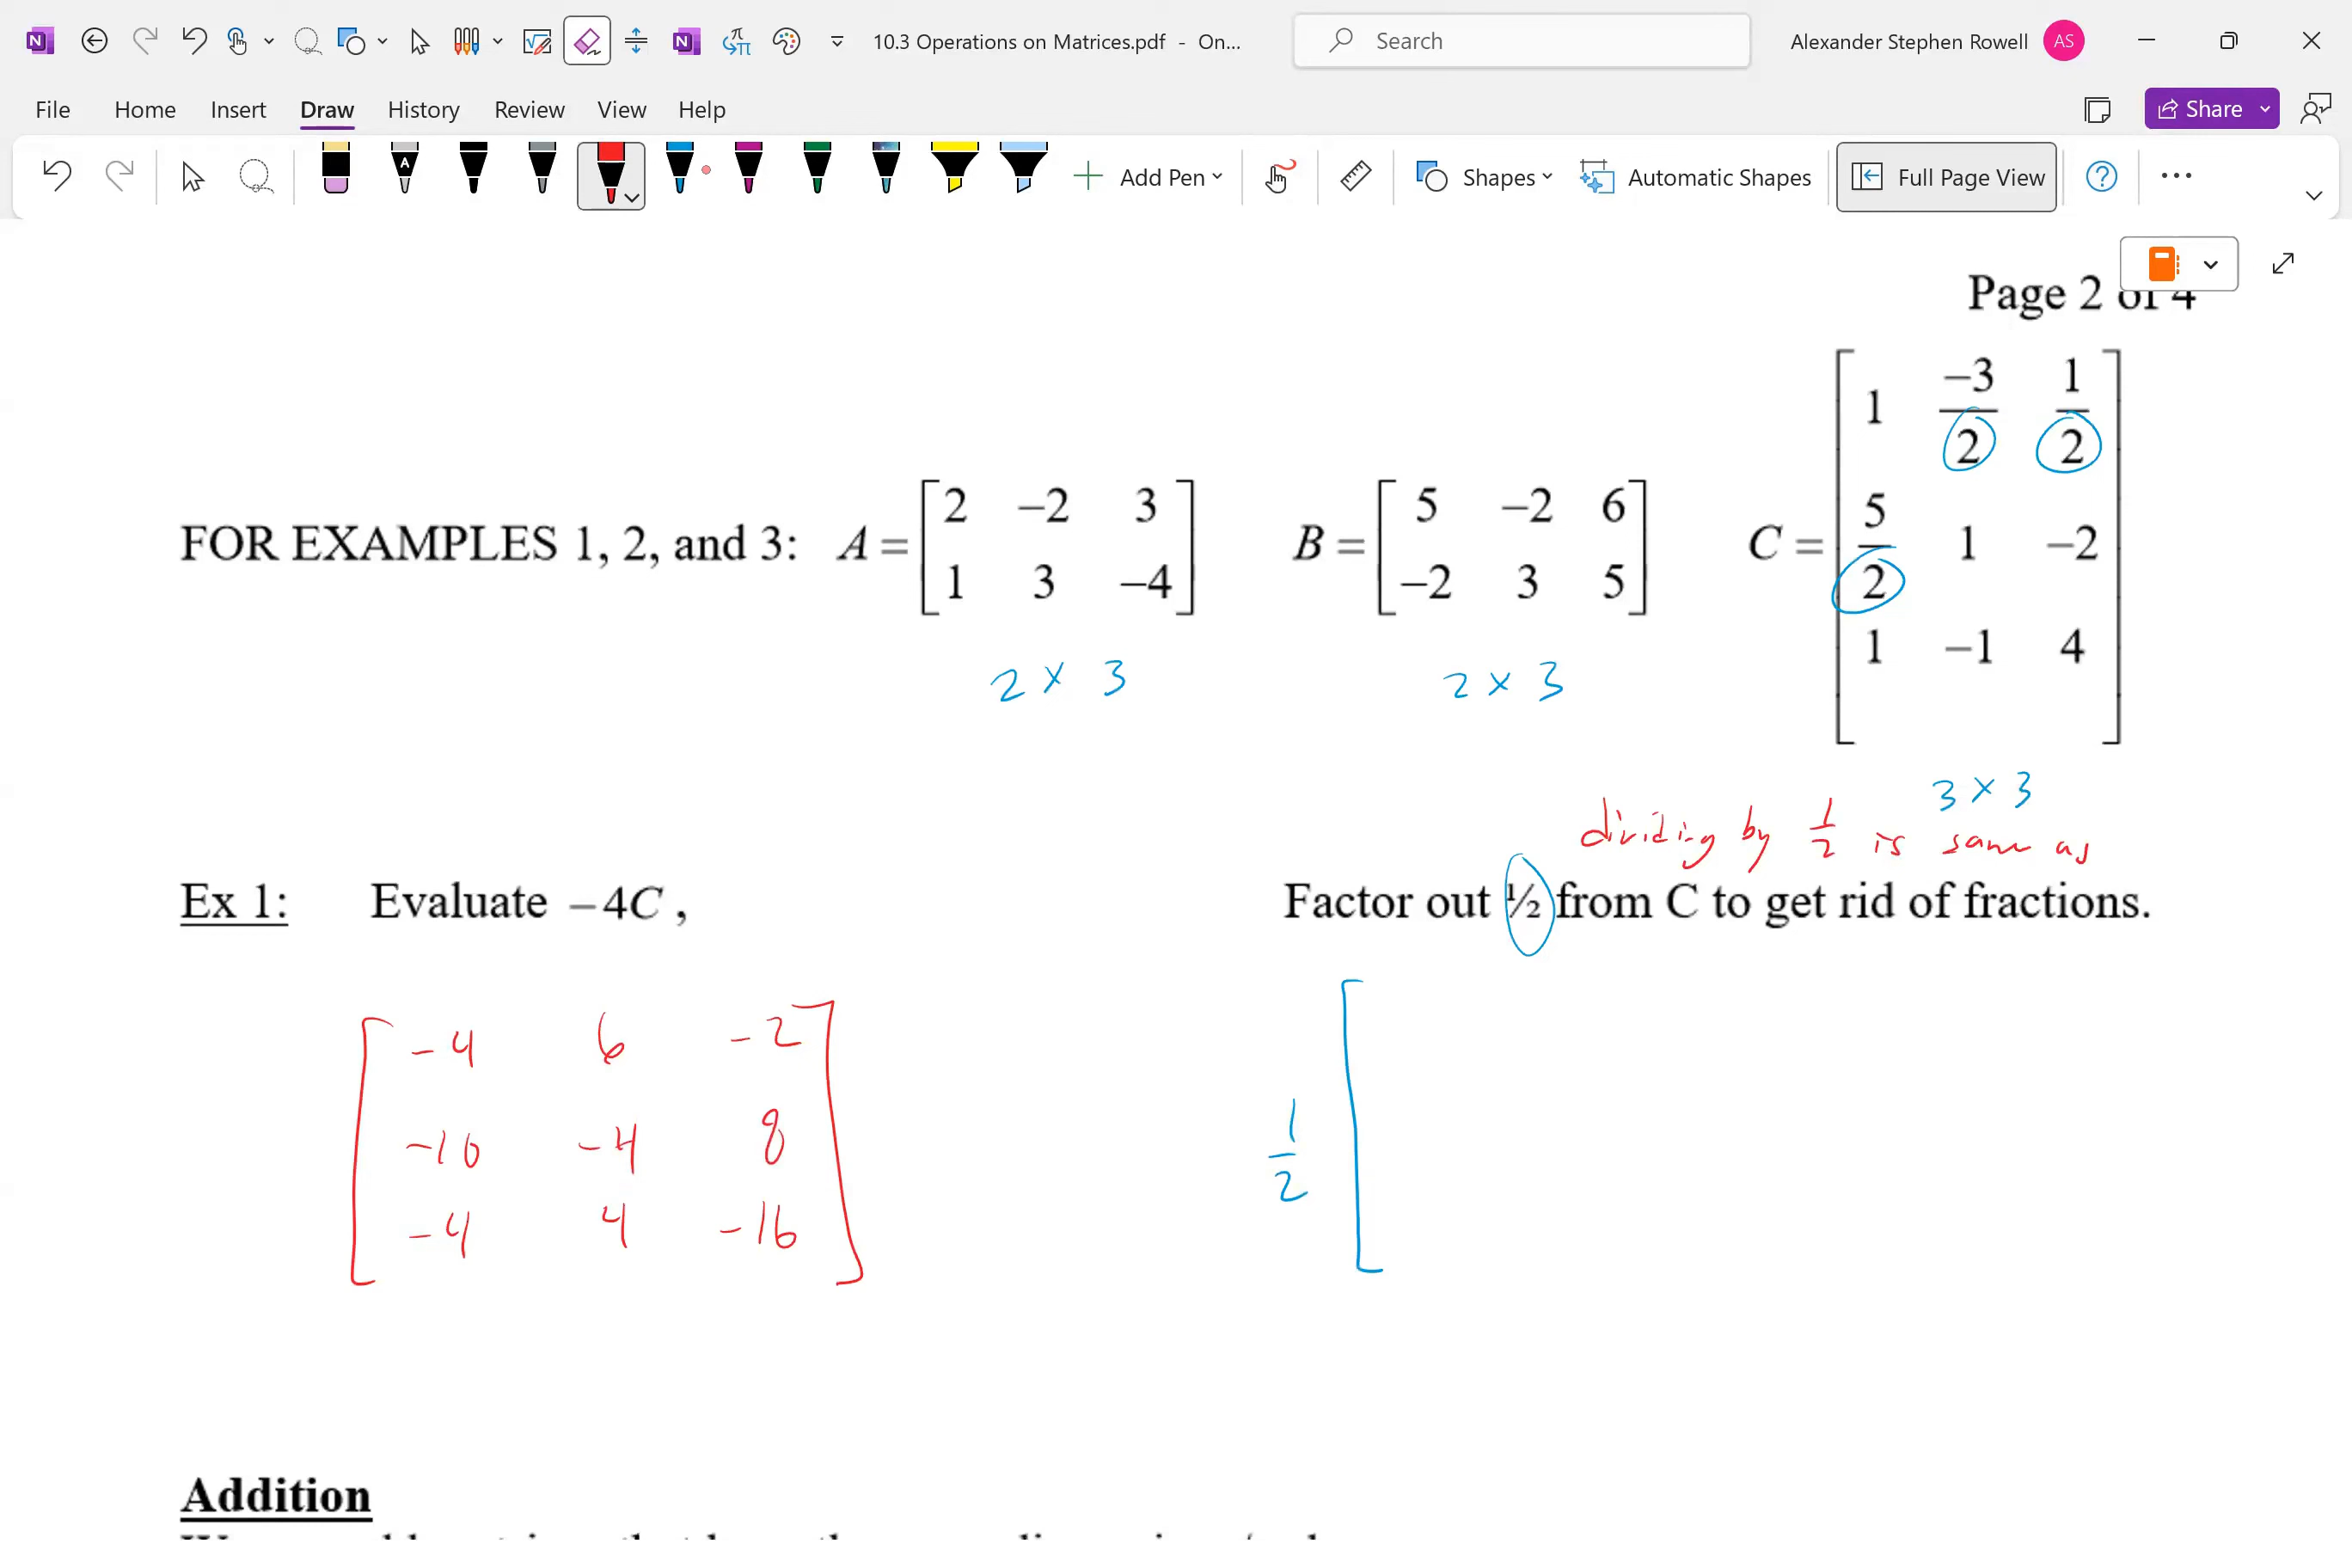 10.3 Operations on Matrices.pdf - On...
Search
Alexander Stephen Rowell AS
File Home Insert Draw History Review View Help
Share
A
Add Pen
Shapes
Automatic Shapes
Full Page View
Page 2 of 4
FOR EXAMPLES 1, 2, and 3: A = [2 −2 3
1 3 −4]
B = [5 −2 6
−2 3 5]
C = [1 −3/2 1/2
5/2 1 −2
1 −1 4]
2 × 3
2 × 3
3 × 3
dividing by 1/2 is same as
Ex 1: Evaluate −4C ,
Factor out ½ from C to get rid of fractions.
[-4 6 -2
-10 -4 8
-4 4 -16]
1/2 [
Addition